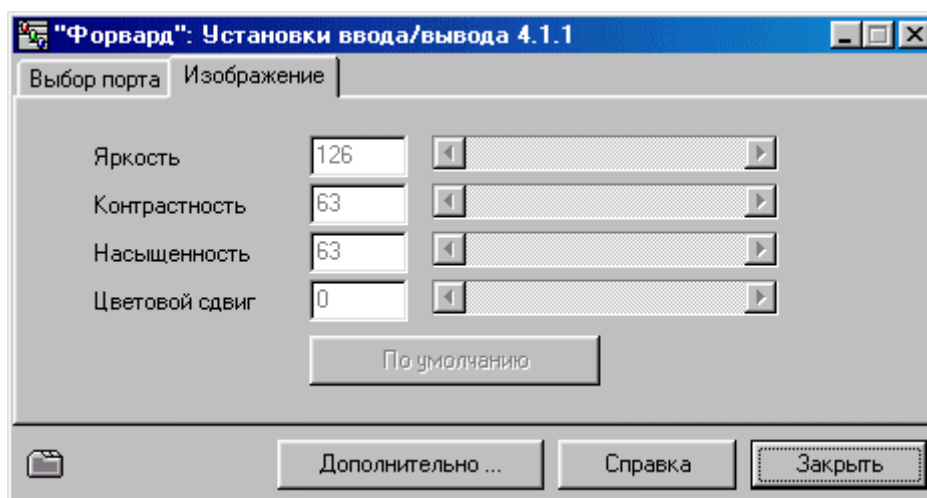 "Форвард": Установки ввода/вывода 4.1.1
Выбор порта Изображение
Яркость 126
Контрастность 63
Насыщенность 63
Цветовой сдвиг 0
По умолчанию
Дополнительно ... Справка Закрыть